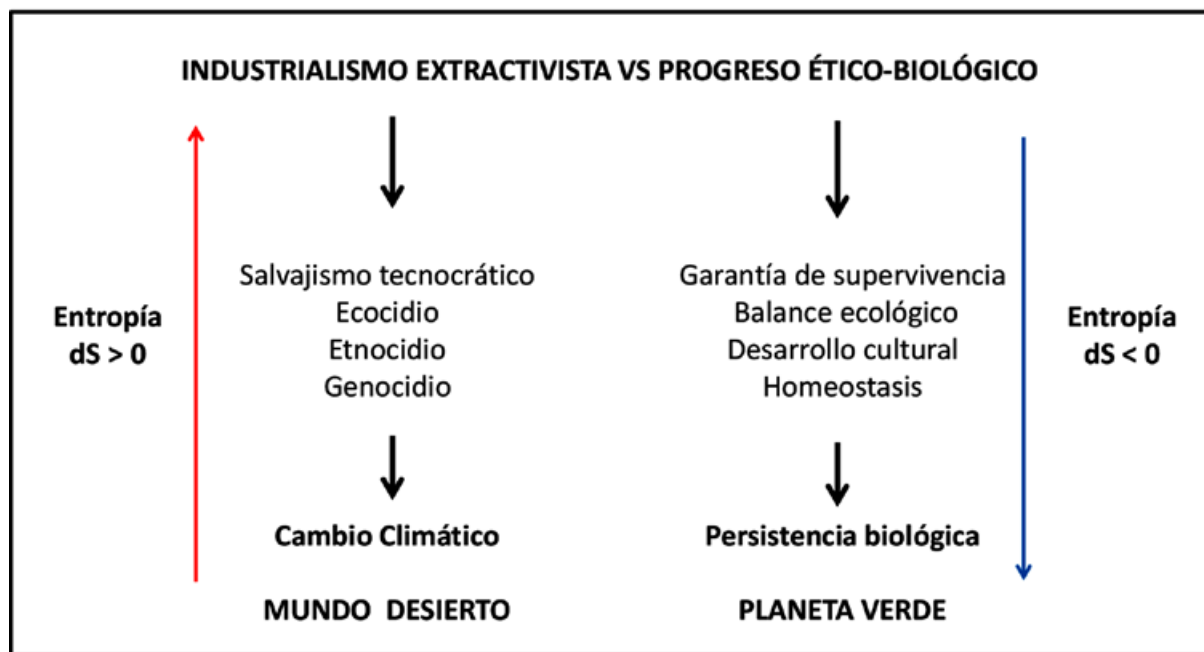 INDUSTRIALISMO EXTRACTIVISTA VS PROGRESO ÉTICO-BIOLÓGICO
Entropía
dS > 0
Salvajismo tecnocrático
Ecocidio
Etnocidio
Genocidio
Cambio Climático
MUNDO DESIERTO
Garantía de supervivencia
Balance ecológico
Desarrollo cultural
Homeostasis
Persistencia biológica
PLANETA VERDE
Entropía
dS < 0